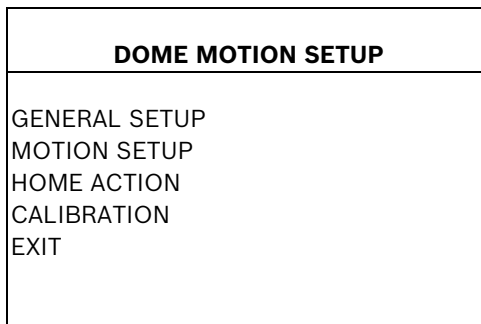 DOME MOTION SETUP
GENERAL SETUP
MOTION SETUP
HOME ACTION
CALIBRATION
EXIT